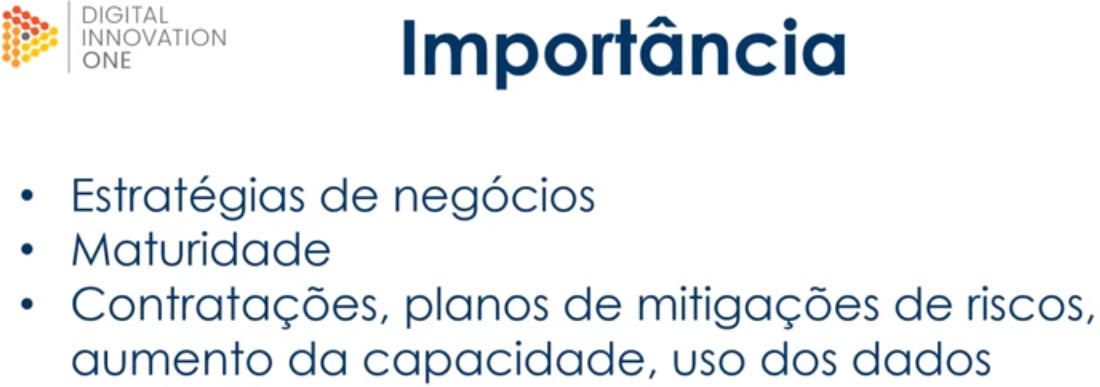 DIGITAL
INNOVATION
ONE
Importância
• Estratégias de negócios
• Maturidade
• Contratações, planos de mitigações de riscos,
aumento da capacidade, uso dos dados